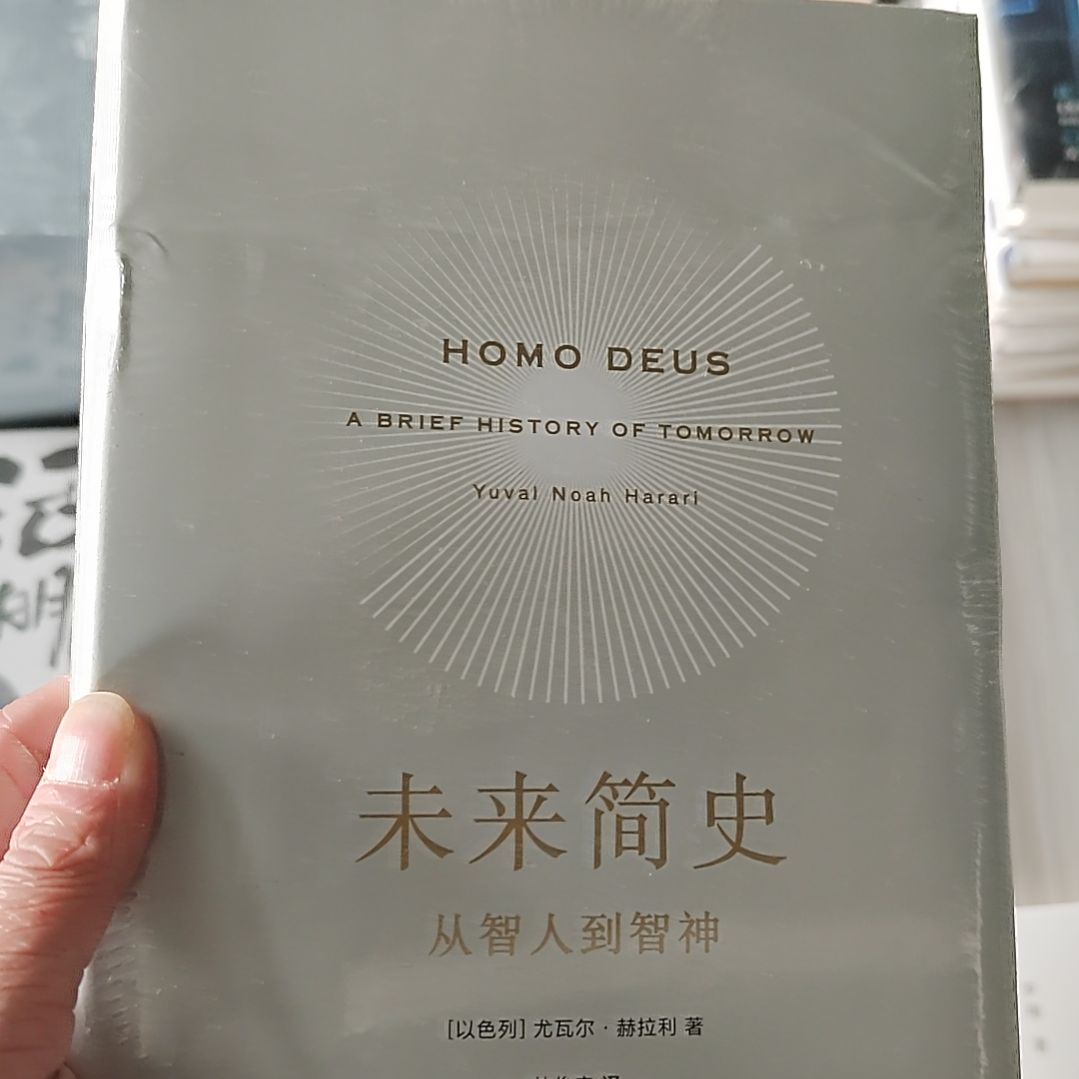 HOMO DEUS
A BRIEF HISTORY OF TOMORROW
Yuval Noah Harari
未来简史
从智人到智神
[以色列] 尤瓦尔·赫拉利 著